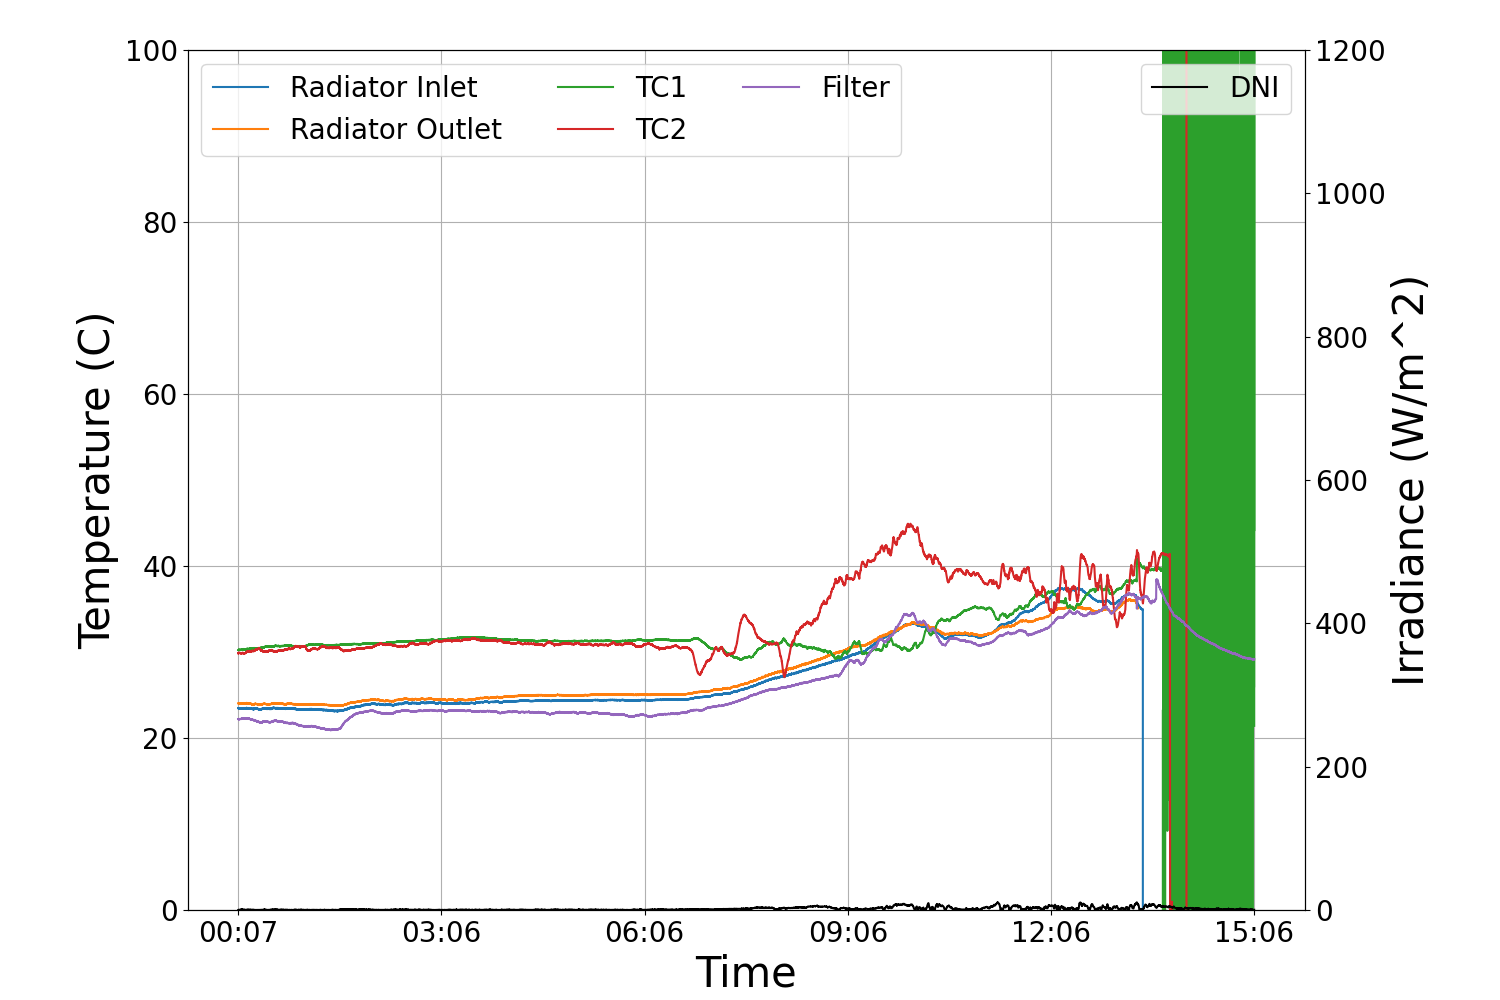 100
80
60
40
20
0
Temperature (C)
Radiator Inlet
Radiator Outlet
TC1
TC2
Filter
DNI
1200
1000
800
600
400
200
0
Irradiance (W/m^2)
00:07 03:06 06:06 09:06 12:06 15:06
Time